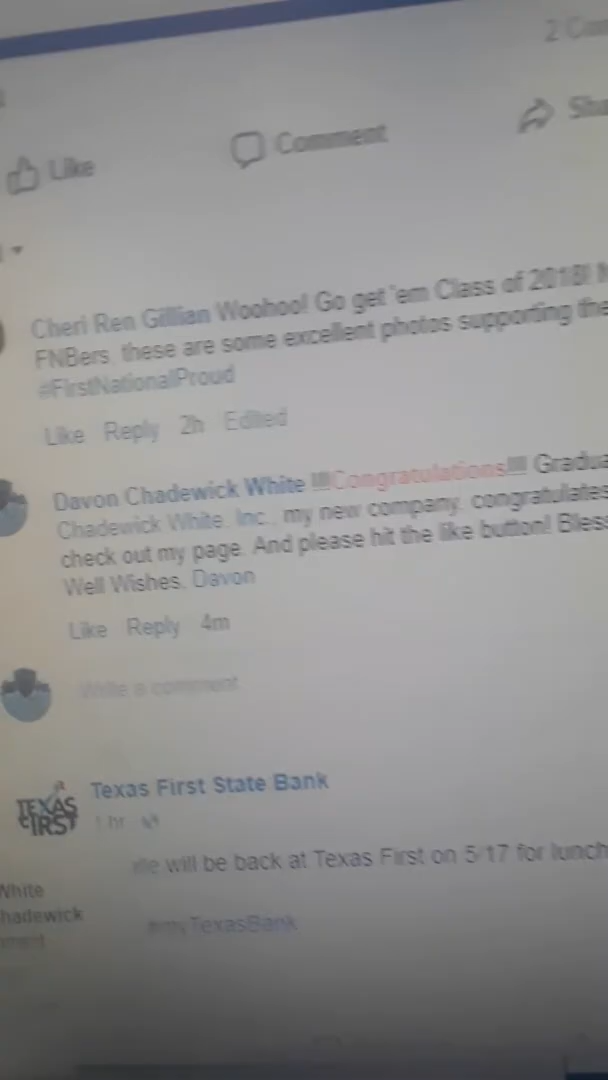 2
Like Comment
Cheri Ren Gillian Woohoo! Go get 'em Class of 2018!
FNBers, these are some excellent photos supporting the
#FirstNationalProud
Like Reply 2h Edited
Davon Chadewick White !!!!Congratulations!!!!
Chadewick White, Inc., my new company, congratulates
check out my page. And please hit the like button!
Well Wishes, Davon
Like Reply 4m
Write a comment
Texas First State Bank
TEXAS
FIRST
1 hr
will be back at Texas First on 5/17 for lunch
White
hadewick
#myTexasBank